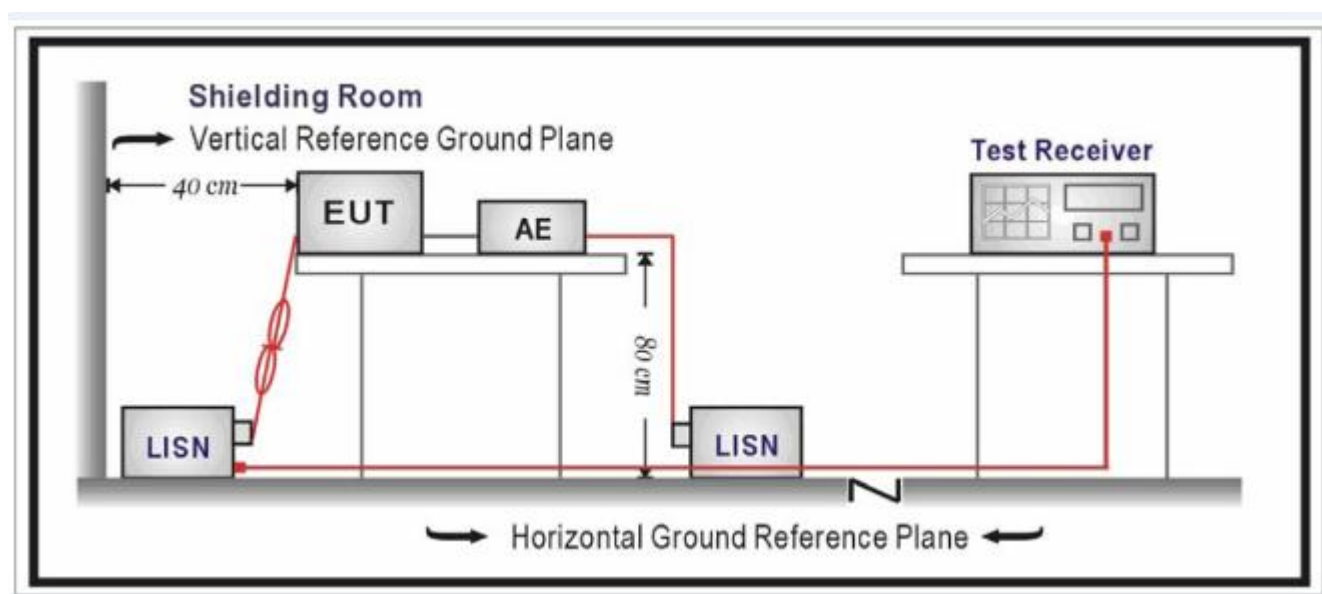 Shielding Room
Vertical Reference Ground Plane
40 cm
EUT
AE
Test Receiver
80 cm
LISN
LISN
Horizontal Ground Reference Plane